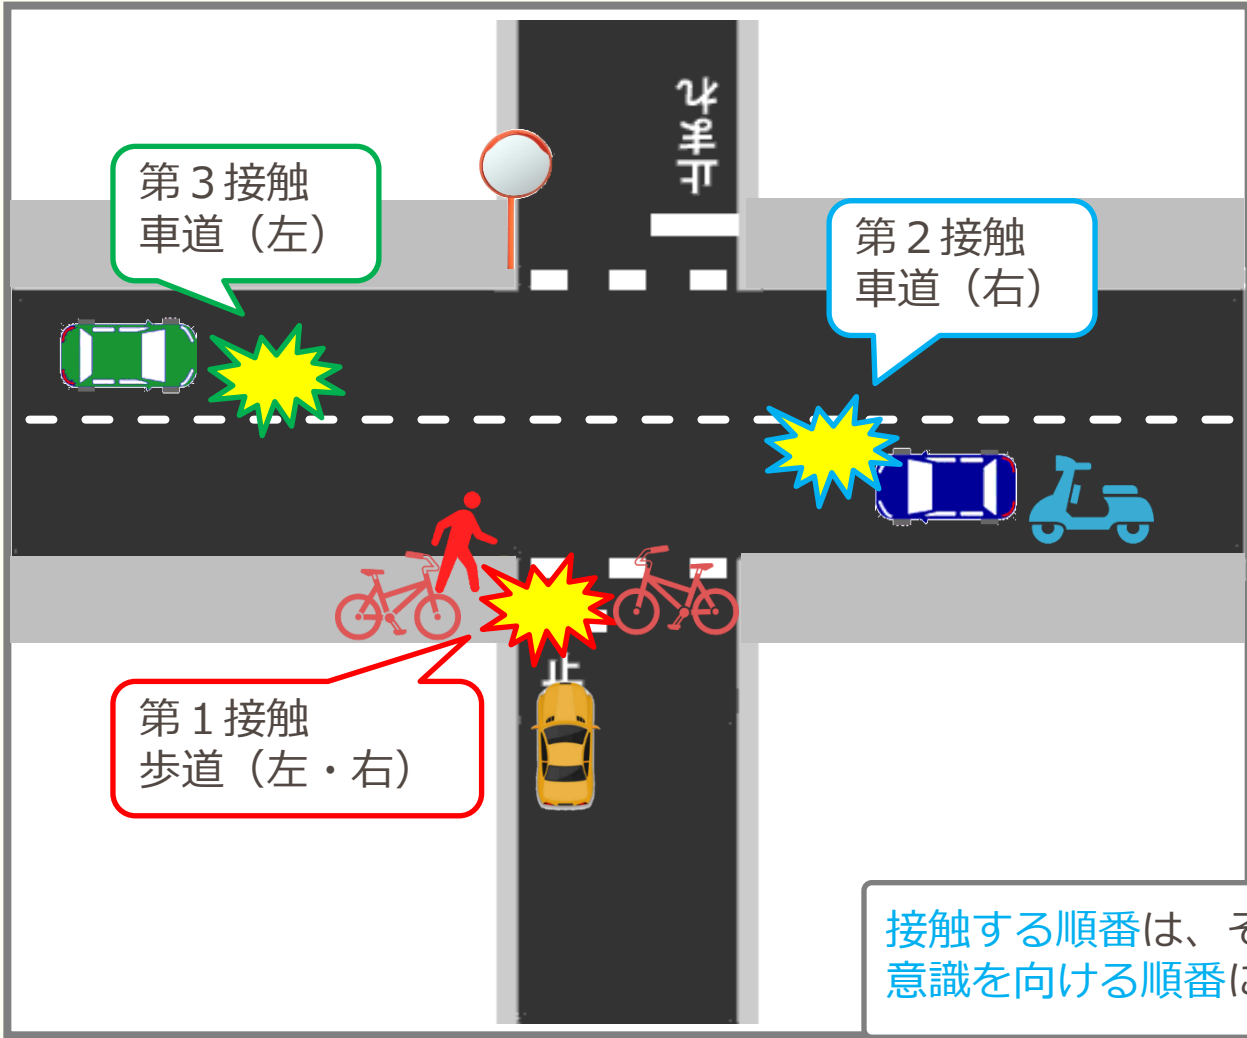 止まれ
第３接触
車道（左）
第２接触
車道（右）
第１接触
歩道（左・右）
止
接触する順番は、そ
意識を向ける順番に